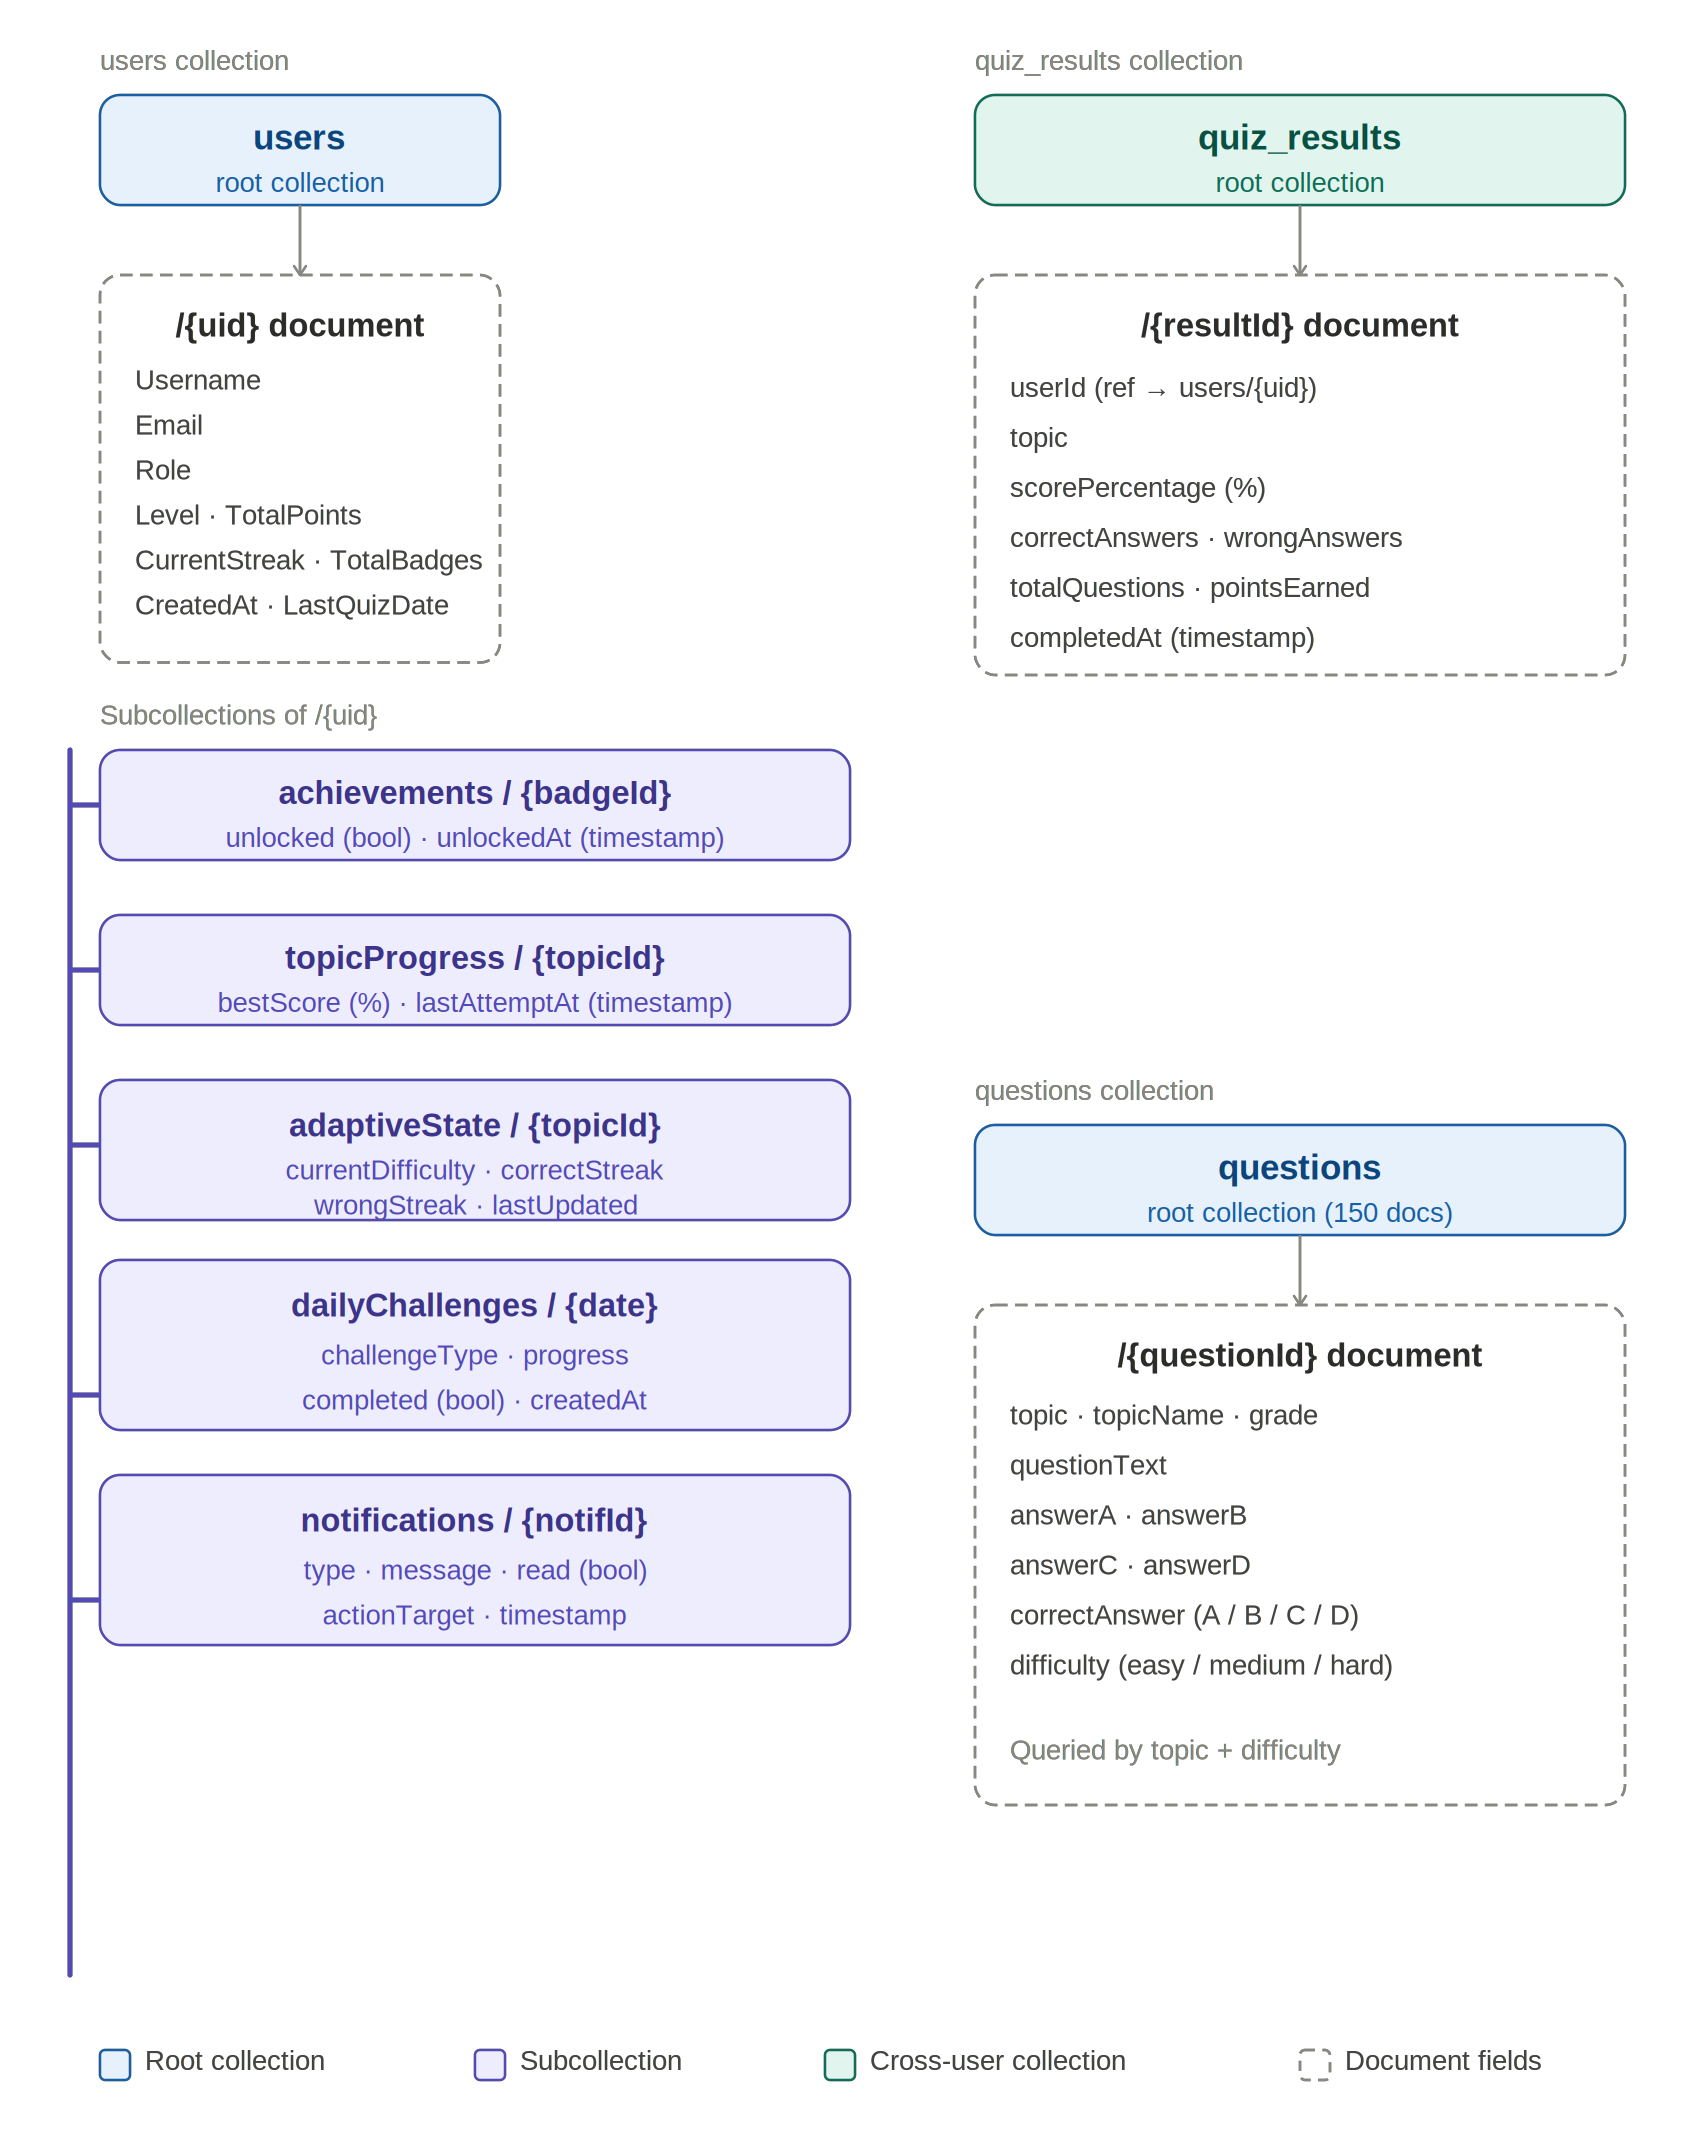 users collection
users
root collection
/{uid} document
Username
Email
Role
Level · TotalPoints
CurrentStreak · TotalBadges
CreatedAt · LastQuizDate
Subcollections of /{uid}
achievements / {badgeId}
unlocked (bool) · unlockedAt (timestamp)
topicProgress / {topicId}
bestScore (%) · lastAttemptAt (timestamp)
adaptiveState / {topicId}
currentDifficulty · correctStreak
wrongStreak · lastUpdated
dailyChallenges / {date}
challengeType · progress
completed (bool) · createdAt
notifications / {notifId}
type · message · read (bool)
actionTarget · timestamp
quiz_results collection
quiz_results
root collection
/{resultId} document
userId (ref → users/{uid})
topic
scorePercentage (%)
correctAnswers · wrongAnswers
totalQuestions · pointsEarned
completedAt (timestamp)
questions collection
questions
root collection (150 docs)
/{questionId} document
topic · topicName · grade
questionText
answerA · answerB
answerC · answerD
correctAnswer (A / B / C / D)
difficulty (easy / medium / hard)
Queried by topic + difficulty
Root collection
Subcollection
Cross-user collection
Document fields